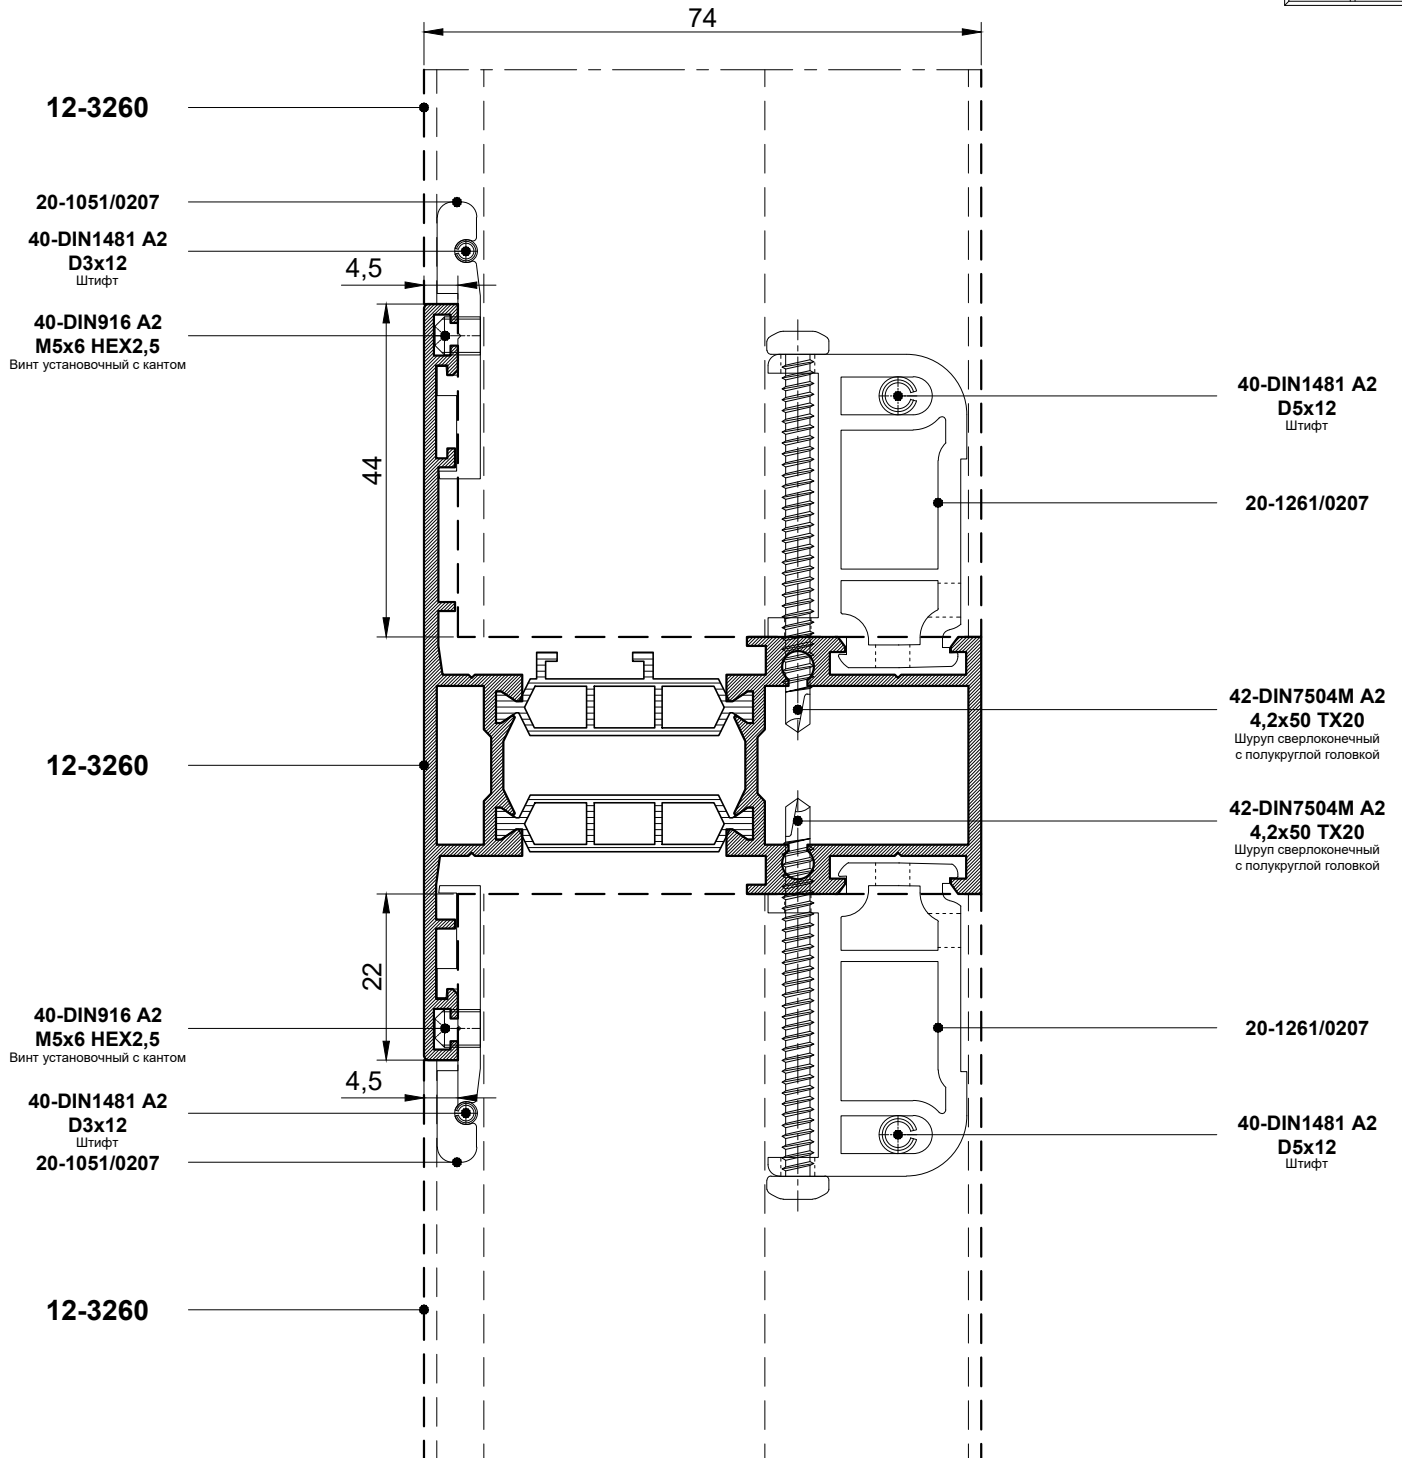 74
12-3260
20-1051/0207
40-DIN1481 A2
D3x12
Штифт
4,5
40-DIN916 A2
M5x6 HEX2,5
Винт установочный с кантом
44
40-DIN1481 A2
D5x12
Штифт
20-1261/0207
42-DIN7504M A2
4,2x50 TX20
Шуруп сверлоконечный
с полукруглой головкой
12-3260
42-DIN7504M A2
4,2x50 TX20
Шуруп сверлоконечный
с полукруглой головкой
22
40-DIN916 A2
M5x6 HEX2,5
Винт установочный с кантом
20-1261/0207
4,5
40-DIN1481 A2
D3x12
Штифт
20-1051/0207
40-DIN1481 A2
D5x12
Штифт
12-3260